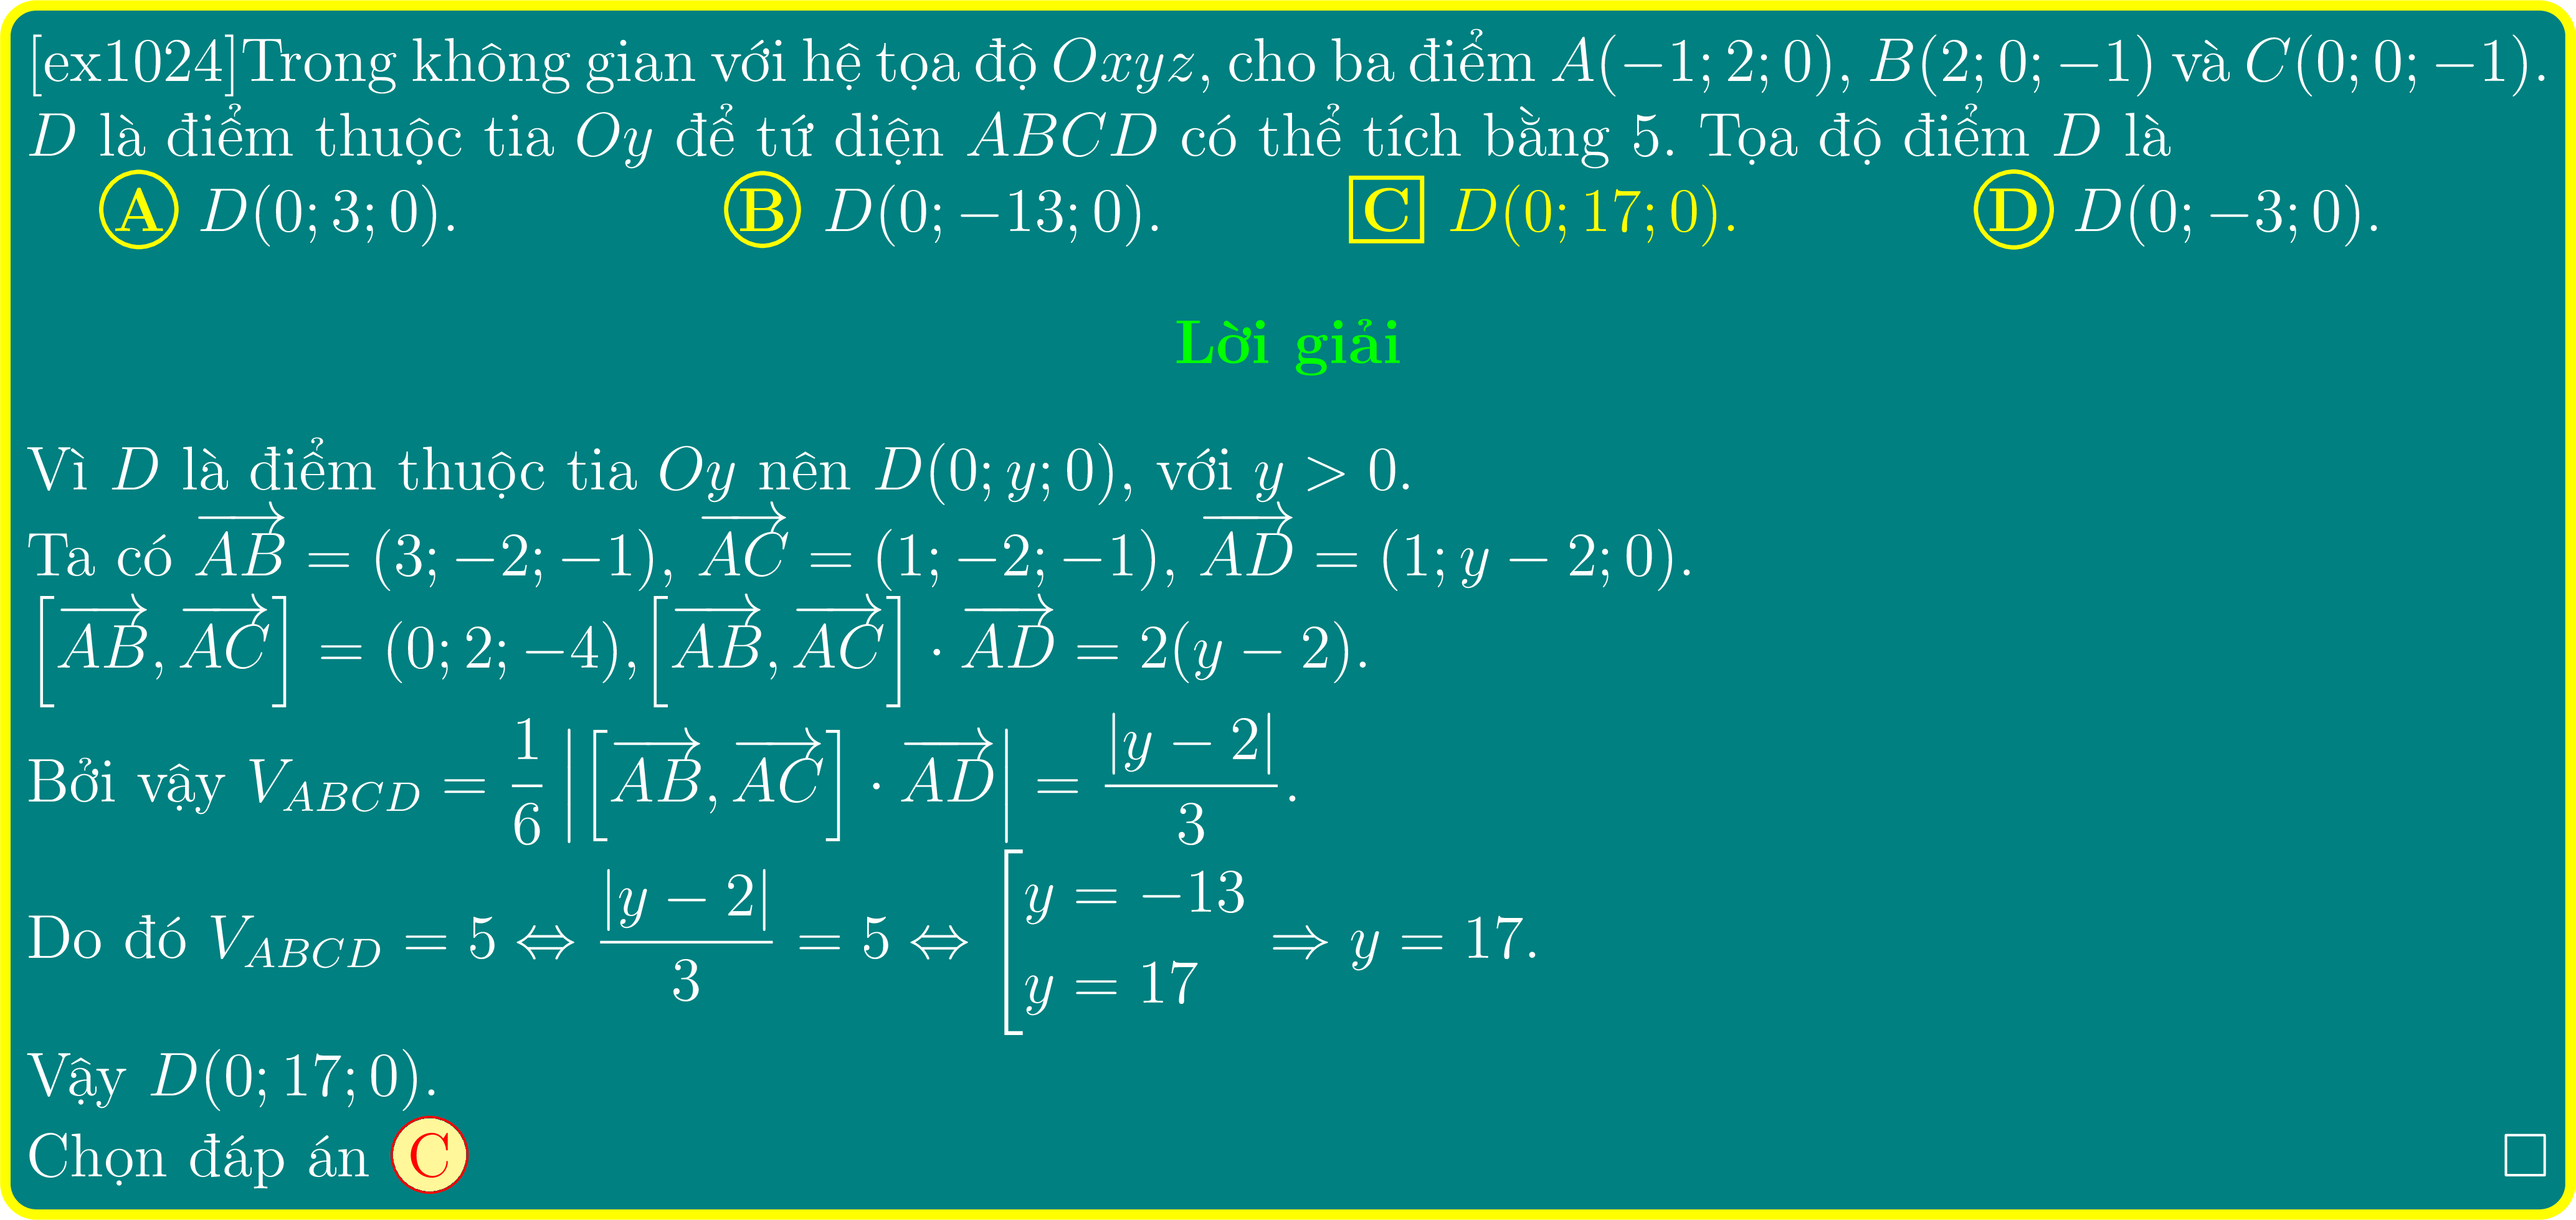 [ex1024]Trong không gian với hệ tọa độ Oxyz, cho ba điểm A(−1; 2; 0), B(2; 0; −1) và C(0; 0; −1).
D là điểm thuộc tia Oy để tứ diện ABCD có thể tích bằng 5. Tọa độ điểm D là
A D(0; 3; 0). B D(0; −13; 0). C D(0; 17; 0). D D(0; −3; 0).
Lời giải
Vì D là điểm thuộc tia Oy nên D(0; y; 0), với y > 0.
Ta có $\overrightarrow{AB}$ = (3; −2; −1), $\overrightarrow{AC}$ = (1; −2; −1), $\overrightarrow{AD}$ = (1; y − 2; 0).
$\left[\overrightarrow{AB}, \overrightarrow{AC}\right]$ = (0; 2; −4), $\left[\overrightarrow{AB}, \overrightarrow{AC}\right] \cdot \overrightarrow{AD}$ = 2(y − 2).
Bởi vậy $V_{ABCD} = \frac{1}{6}\left|\left[\overrightarrow{AB}, \overrightarrow{AC}\right] \cdot \overrightarrow{AD}\right| = \frac{|y-2|}{3}$.
Do đó $V_{ABCD} = 5 \Leftrightarrow \frac{|y-2|}{3} = 5 \Leftrightarrow \left[\begin{array}{l} y = -13 \\ y = 17 \end{array}\right. \Rightarrow y = 17$.
Vậy D(0; 17; 0).
Chọn đáp án C □